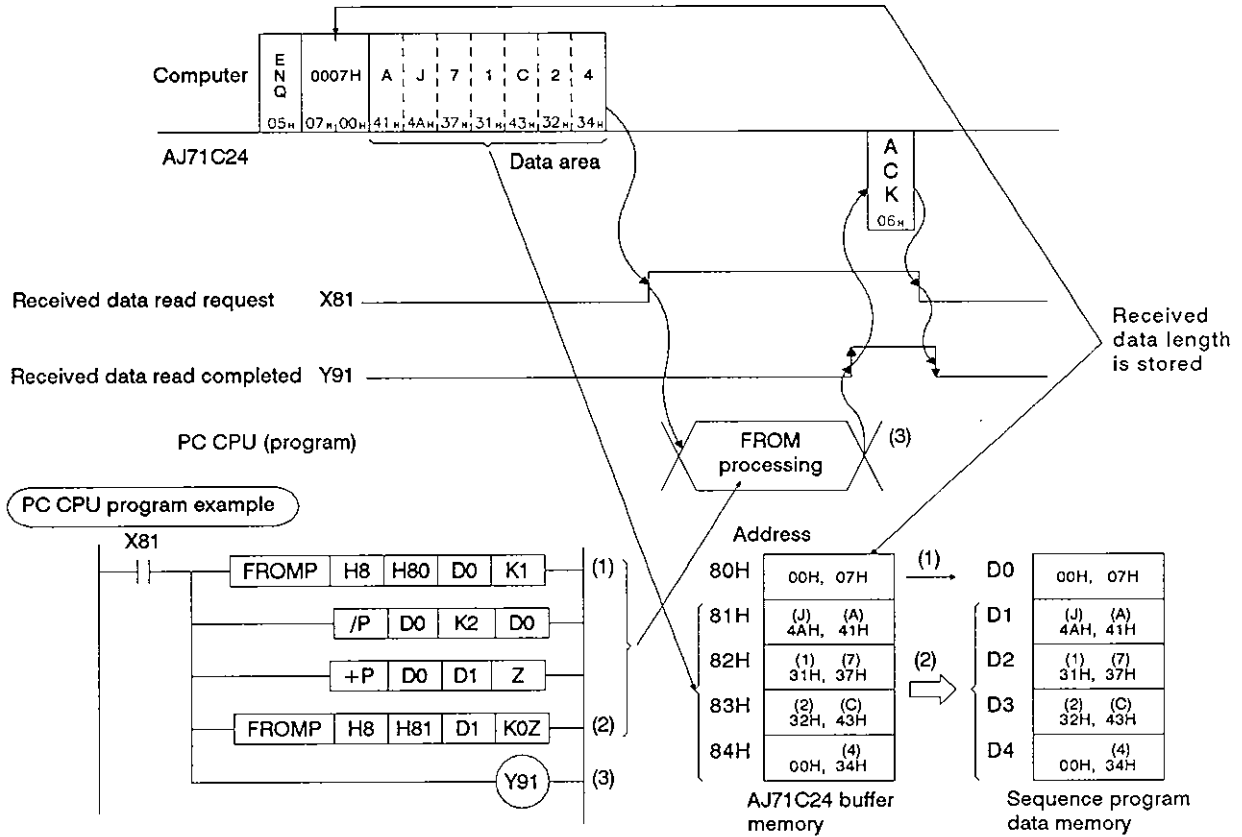 Computer
ENQ 0007H A J 7 1 C 2 4
05H 07H 00H 41H 4AH 37H 31H 43H 32H 34H
AJ71C24
Data area
ACK
06H
Received data read request X81
Received data read completed Y91
Received
data length
is stored
PC CPU (program)
FROM
processing
(3)
PC CPU program example
X81
FROMP H8 H80 D0 K1 (1)
/P D0 K2 D0
+P D0 D1 Z
FROMP H8 H81 D1 K0Z (2)
Y91 (3)
Address
80H 00H, 07H (1) D0 00H, 07H
81H (J) (A) D1 (J) (A)
4AH, 41H 4AH, 41H
82H (1) (7) (2) D2 (1) (7)
31H, 37H 31H, 37H
83H (2) (C) D3 (2) (C)
32H, 43H 32H, 43H
84H (4) D4 (4)
00H, 34H 00H, 34H
AJ71C24 buffer
memory
Sequence program
data memory